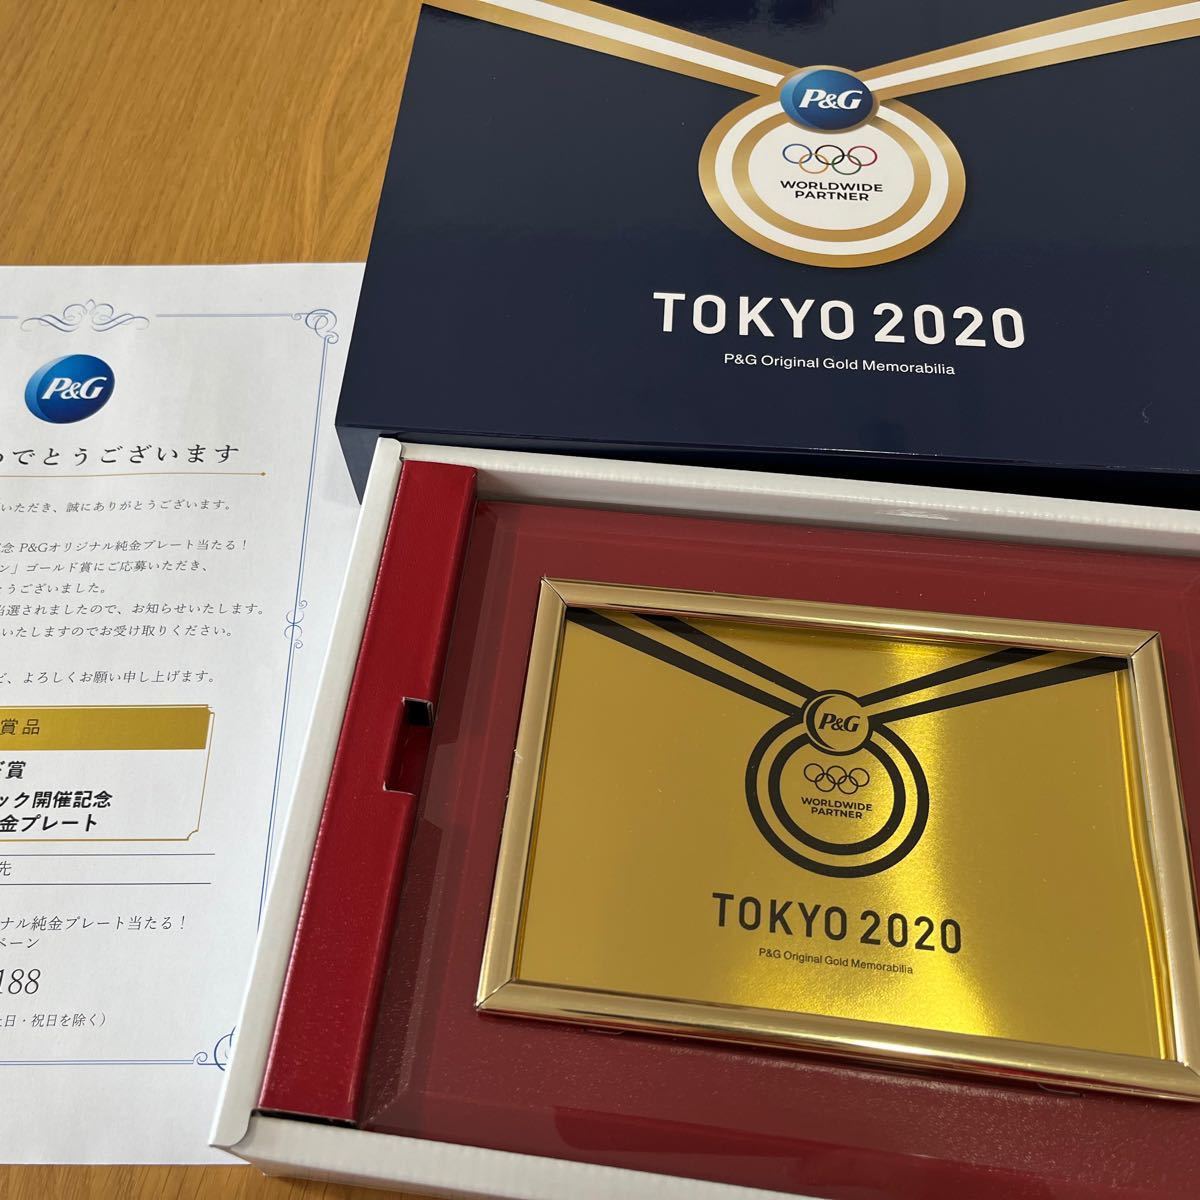 P&G
WORLDWIDE
PARTNER
TOKYO 2020
P&G Original Gold Memorabilia
P&G
でとうございます
いただき、誠にありがとうございます。
念 P&Gオリジナル純金プレート当たる!
ン」ゴールド賞にご応募いただき、
とうございました。
当選されましたので、お知らせいたします。
いたしますのでお受け取りください。
ど、よろしくお願い申し上げます。
賞品
ド賞
ック開催記念
金プレート
先
ナル純金プレート当たる!
ペーン
188
土日・祝日を除く)
P&G
WORLDWIDE
PARTNER
TOKYO 2020
P&G Original Gold Memorabilia